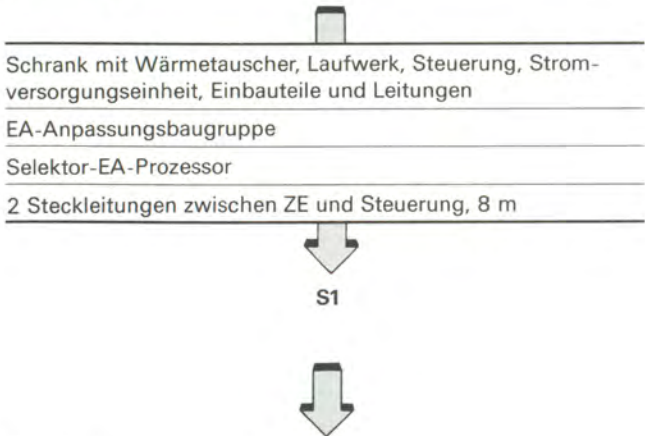 Schrank mit Wärmetauscher, Laufwerk, Steuerung, Strom-
versorgungseinheit, Einbauteile und Leitungen
EA-Anpassungsbaugruppe
Selektor-EA-Prozessor
2 Steckleitungen zwischen ZE und Steuerung, 8 m
S1